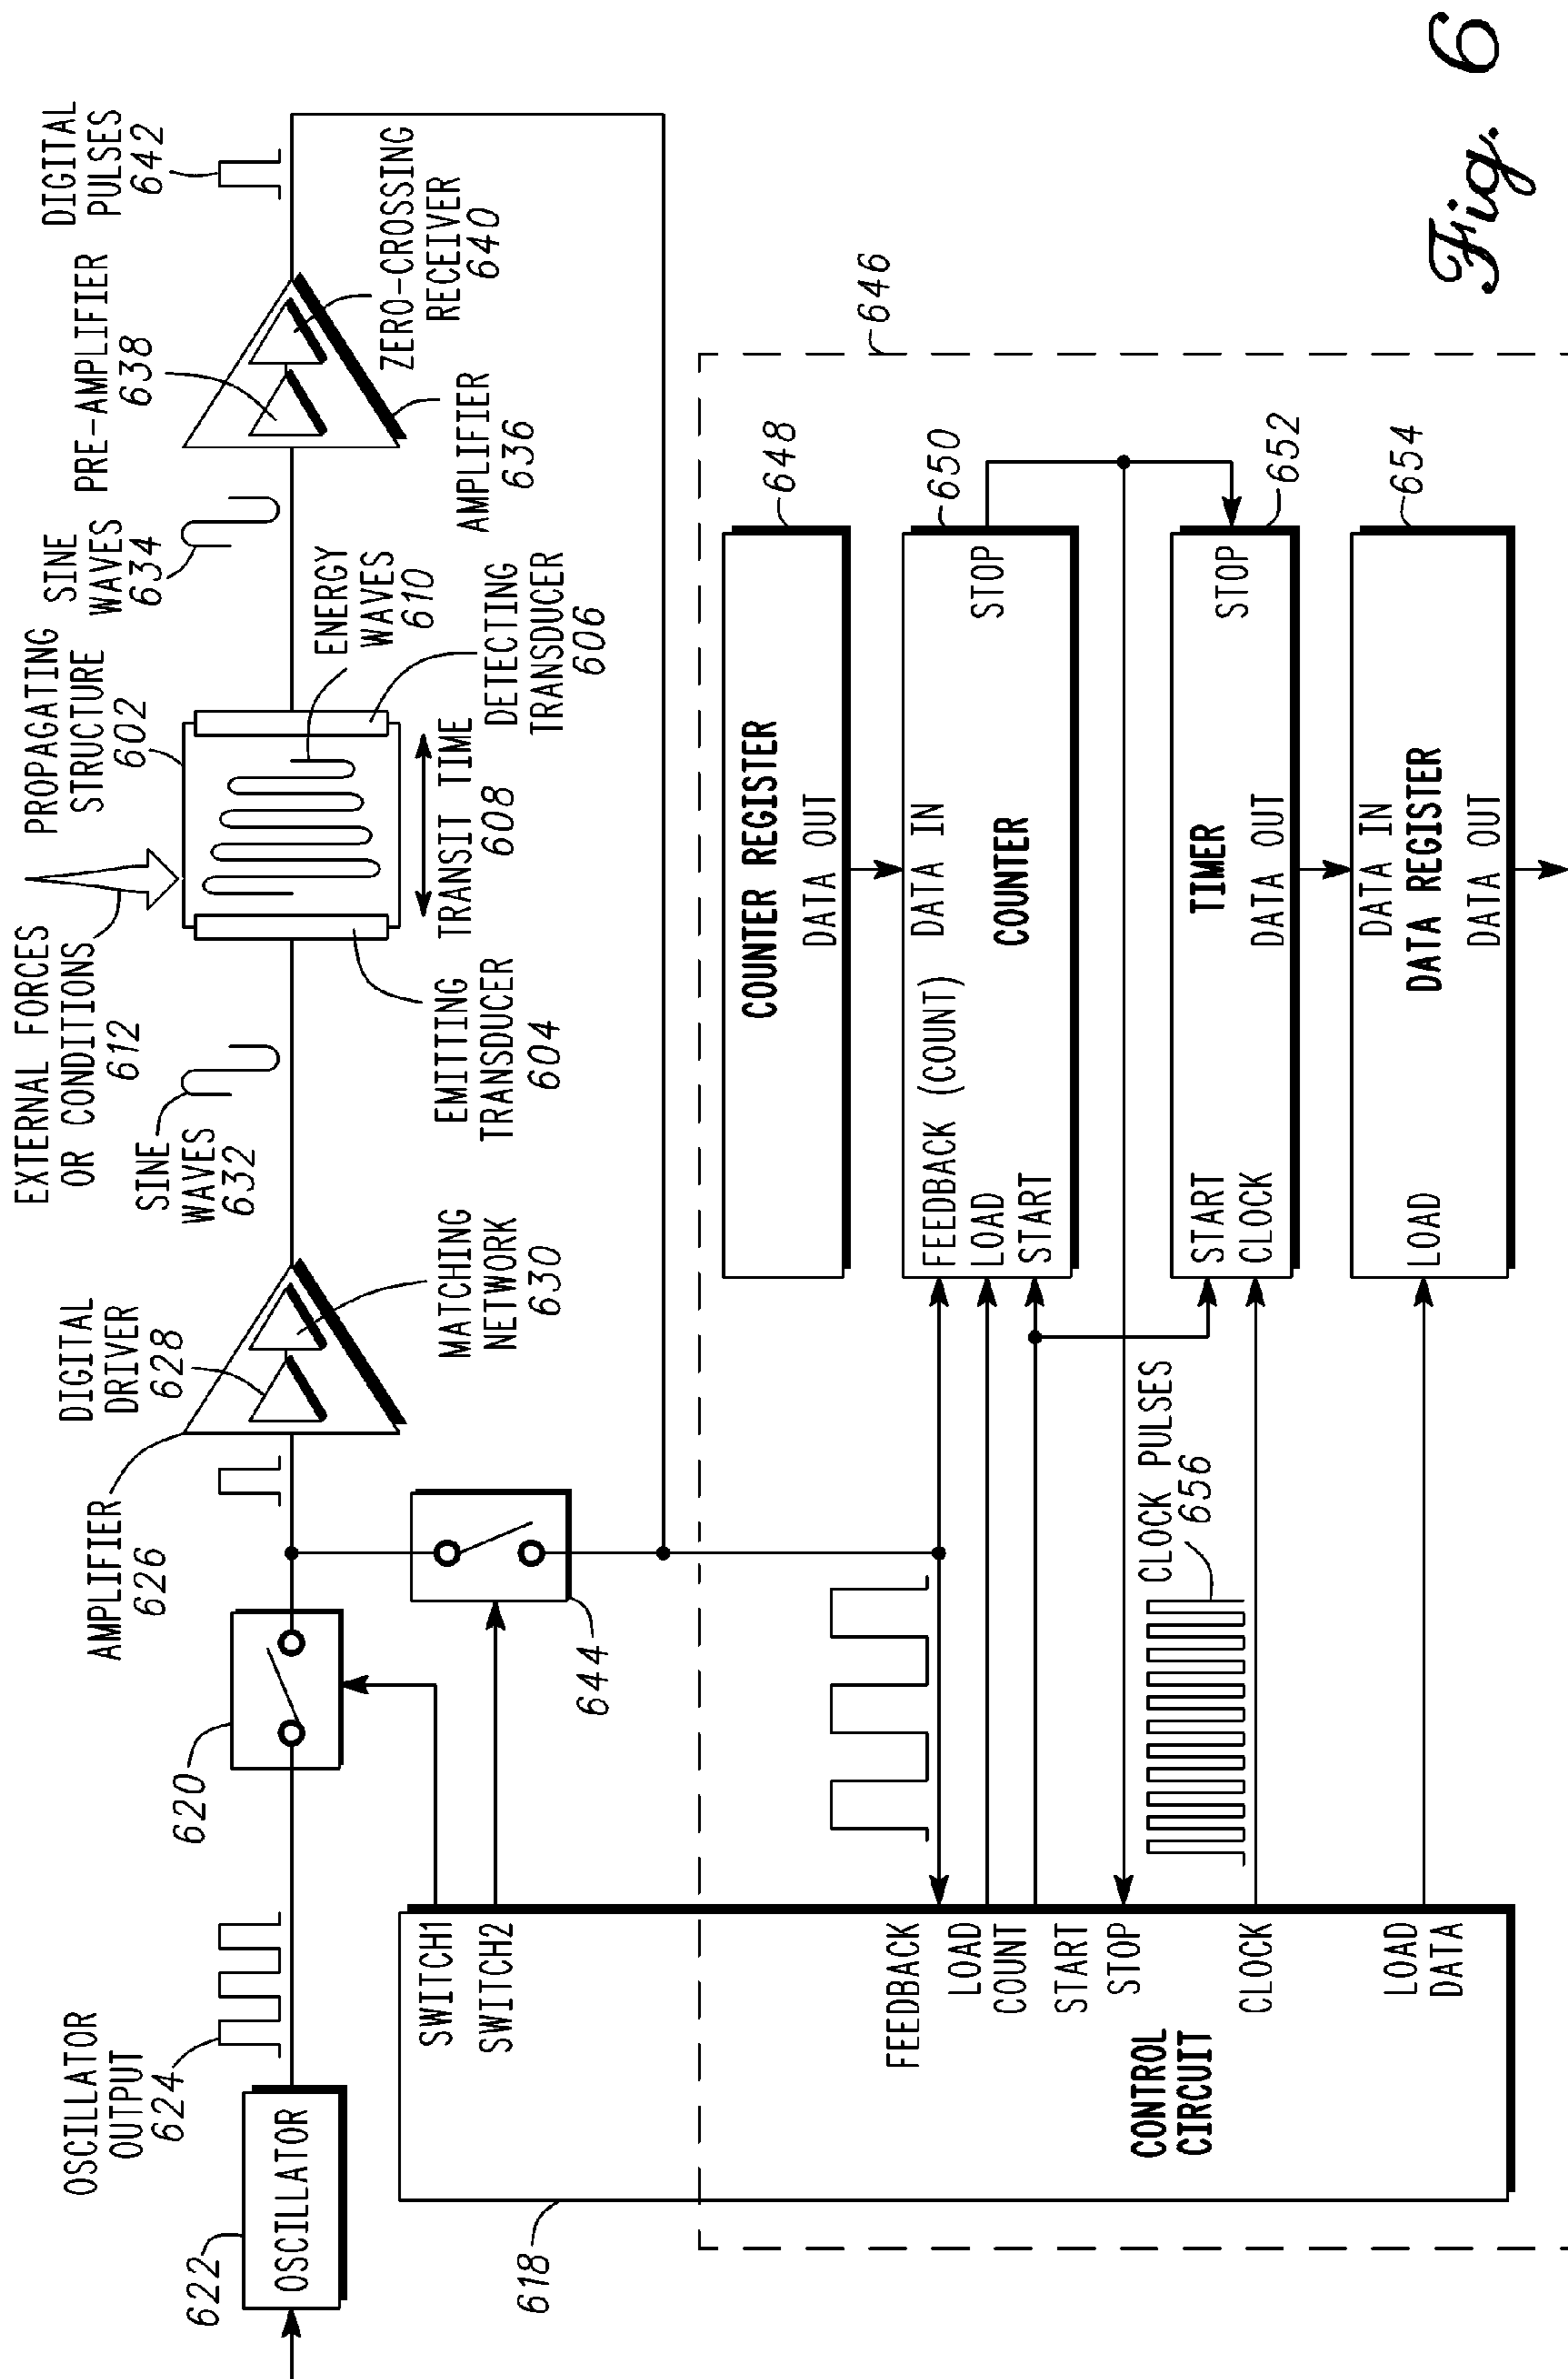 OSCILLATOR
OUTPUT
624
622
OSCILLATOR
620
AMPLIFIER
626
DIGITAL
DRIVER
628
MATCHING
NETWORK
630
SINE
WAVES
632
EXTERNAL FORCES
OR CONDITIONS
612
PROPAGATING
STRUCTURE
602
EMITTING
TRANSDUCER
604
TRANSIT TIME
608
ENERGY
WAVES
610
DETECTING
TRANSDUCER
606
SINE
WAVES
634
PRE-AMPLIFIER
638
AMPLIFIER
636
ZERO-CROSSING
RECEIVER
640
DIGITAL
PULSES
642
644
618
SWITCH1
SWITCH2
FEEDBACK
LOAD
COUNT
START
STOP
CLOCK
LOAD
DATA
CONTROL
CIRCUIT
CLOCK PULSES
656
646
COUNTER REGISTER
DATA OUT
648
FEEDBACK (COUNT)
DATA IN
LOAD
START
COUNTER
STOP
650
START
CLOCK
TIMER
DATA OUT
STOP
652
LOAD
DATA IN
DATA REGISTER
DATA OUT
654
Fig. 6